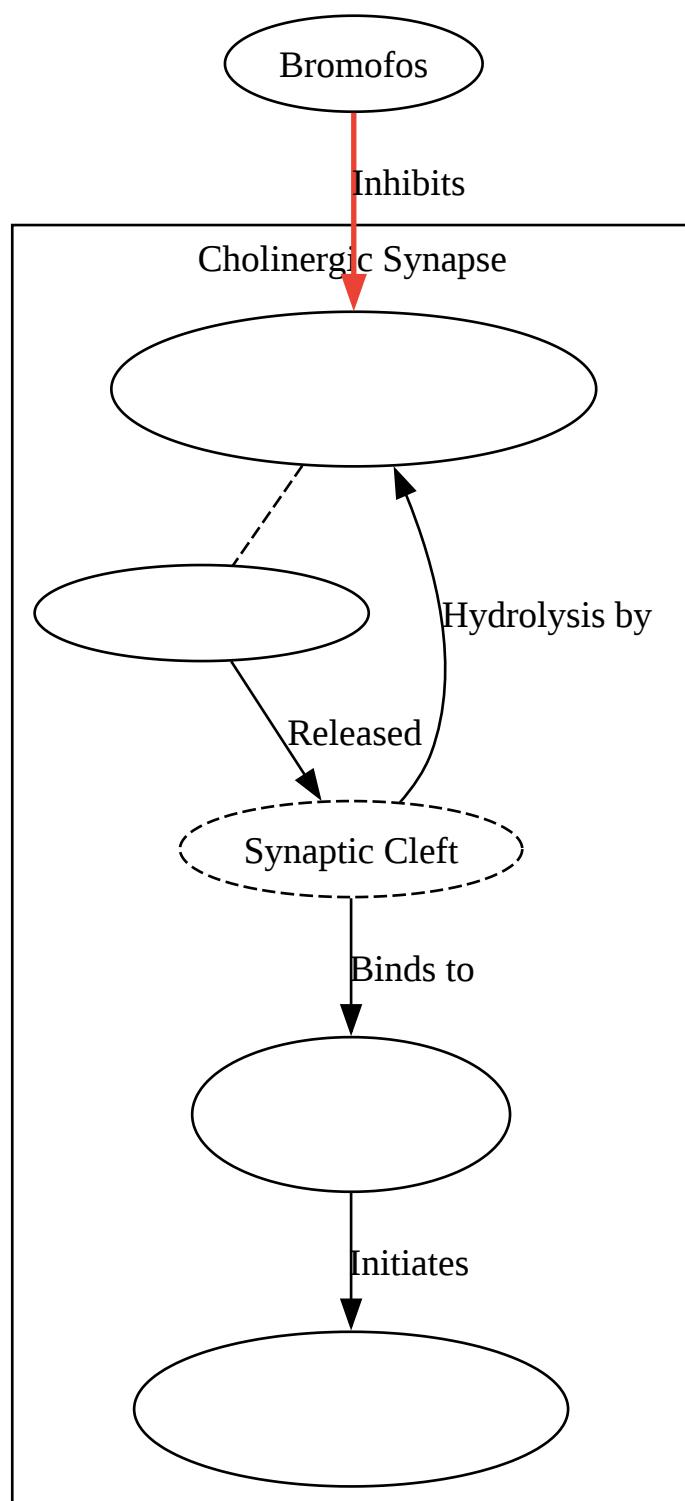 Bromofos
Inhibits
Cholinergic Synapse
Hydrolysis by
Released
Synaptic Cleft
Binds to
Initiates